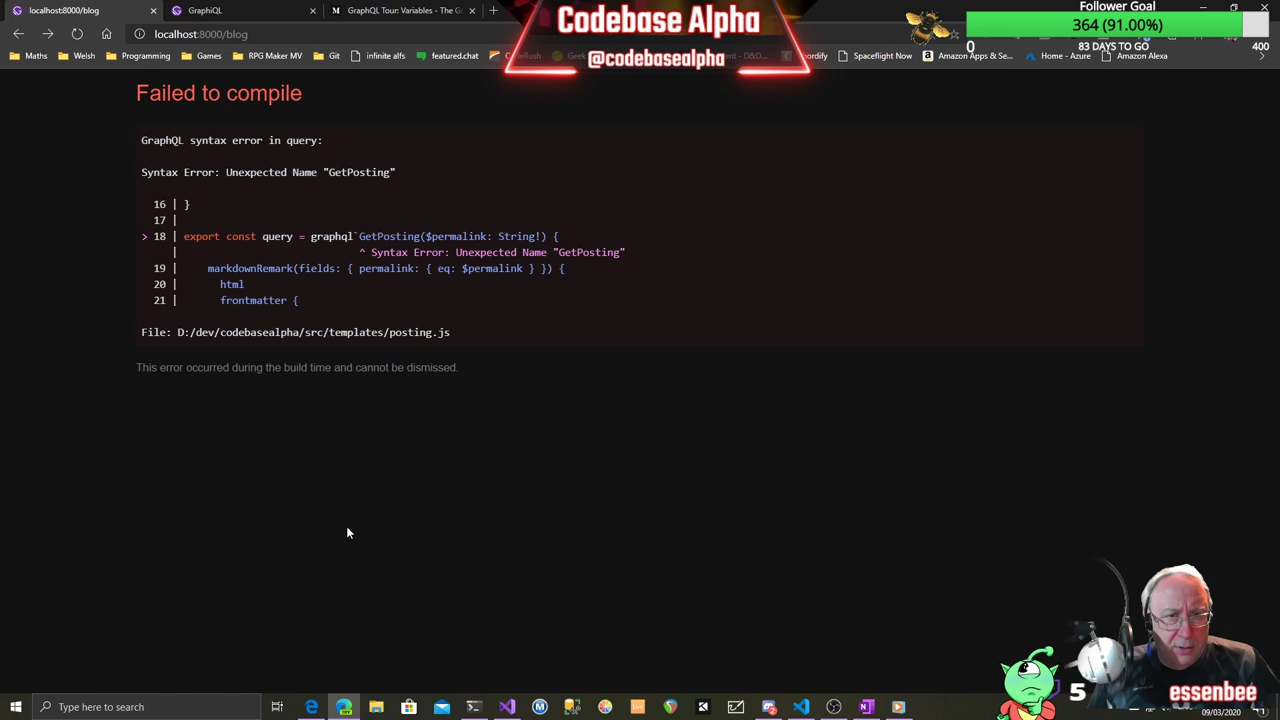 localhost:8000/blog
GraphQL
GraphQL Tour: Variables - The G
localhost:8000/blog
Maths
Welsh
Programming
Games
RPG Maker MV
Git
infinite alfs
featured.chat
Geek
ent - D&D...
Spaceflight Now
Amazon Apps & Se...
Home - Azure
Amazon Alexa
Codebase Alpha
@codebasealpha
Follower Goal
364 (91.00%)
0
83 DAYS TO GO
400
Failed to compile
GraphQL syntax error in query:
Syntax Error: Unexpected Name "GetPosting"
16 | }
17 |
> 18 | export const query = graphql`GetPosting($permalink: String!) {
| ^ Syntax Error: Unexpected Name "GetPosting"
19 | markdownRemark(fields: { permalink: { eq: $permalink } }) {
20 | html
21 | frontmatter {
File: D:/dev/codebasealpha/src/templates/posting.js
This error occurred during the build time and cannot be dismissed.
5
essenbee
Type here to search
09/03/2020